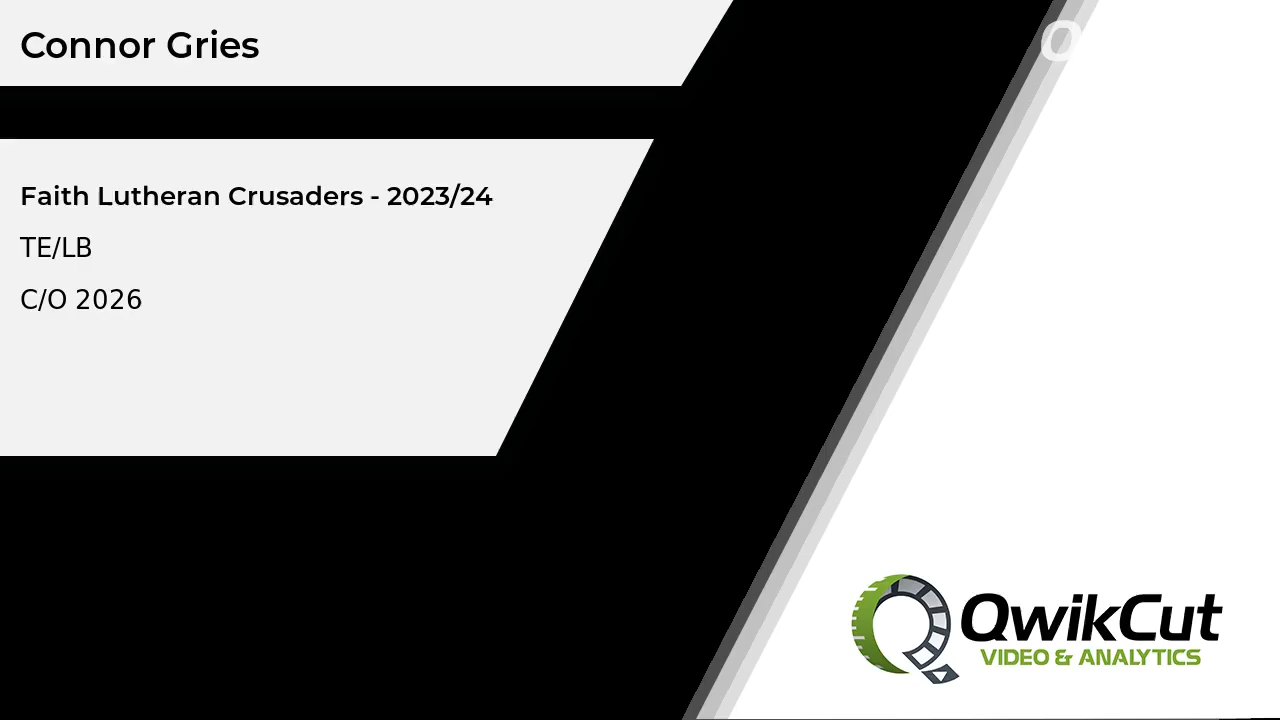 Connor Gries
Faith Lutheran Crusaders - 2023/24
TE/LB
C/O 2026
QwikCut
VIDEO & ANALYTICS